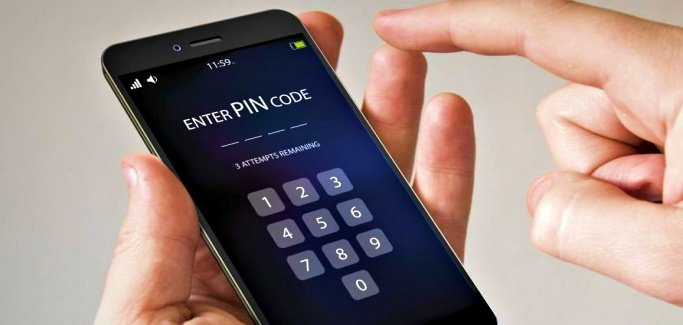 11:59
ENTER PIN CODE
3 ATTEMPTS REMAINING
1 2 3
4 5 6
7 8 9
0